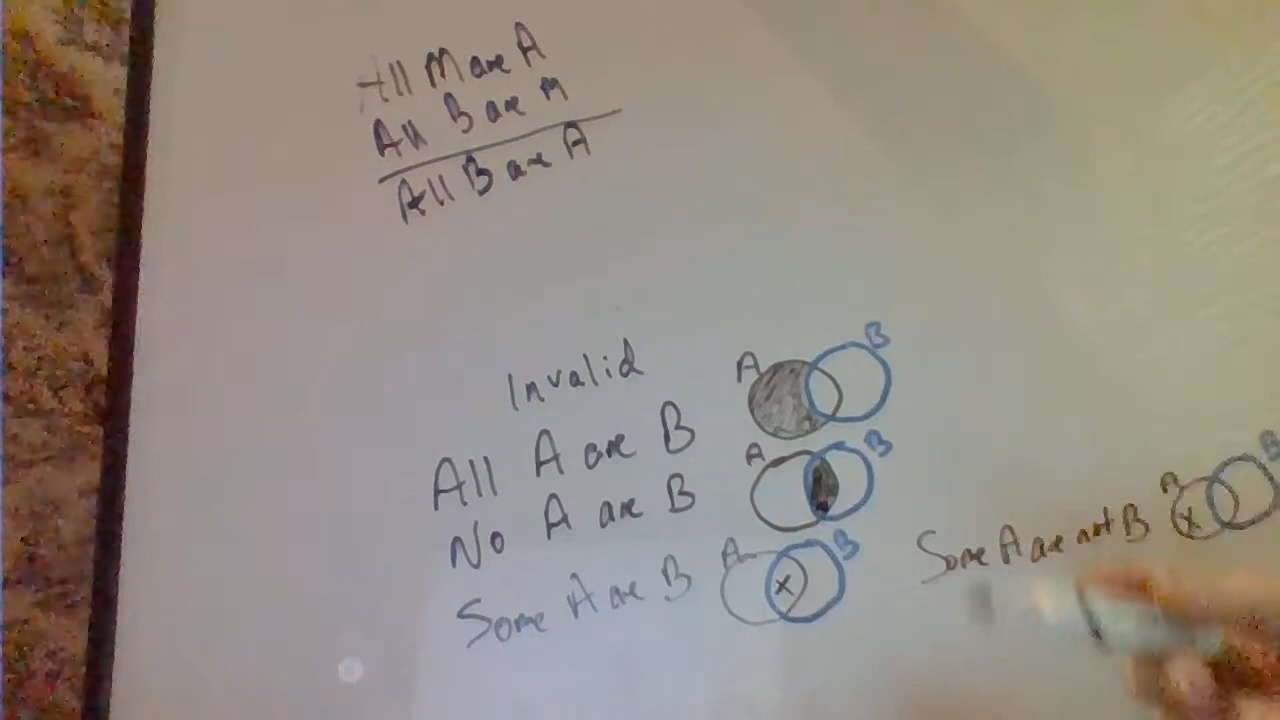 All M are A
All B are M
All B are A
Invalid
A B
All A are B
A B
No A are B
A B
Some A are B
Some A are not B
A B